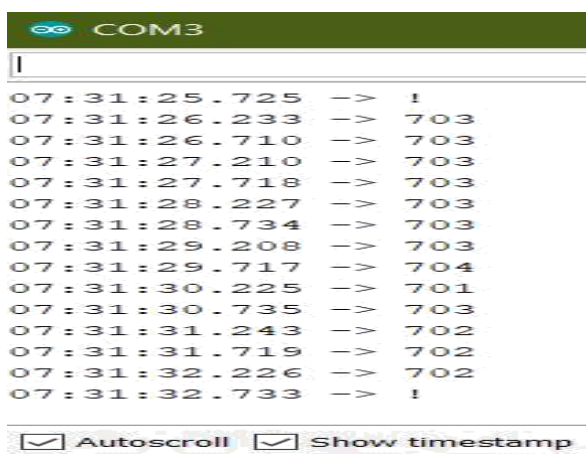 COM3
07:31:25.725 -> !
07:31:26.233 -> 703
07:31:26.710 -> 703
07:31:27.210 -> 703
07:31:27.718 -> 703
07:31:28.227 -> 703
07:31:28.734 -> 703
07:31:29.208 -> 703
07:31:29.717 -> 704
07:31:30.225 -> 701
07:31:30.735 -> 703
07:31:31.243 -> 702
07:31:31.719 -> 702
07:31:32.226 -> 702
07:31:32.733 -> !
Autoscroll Show timestamp